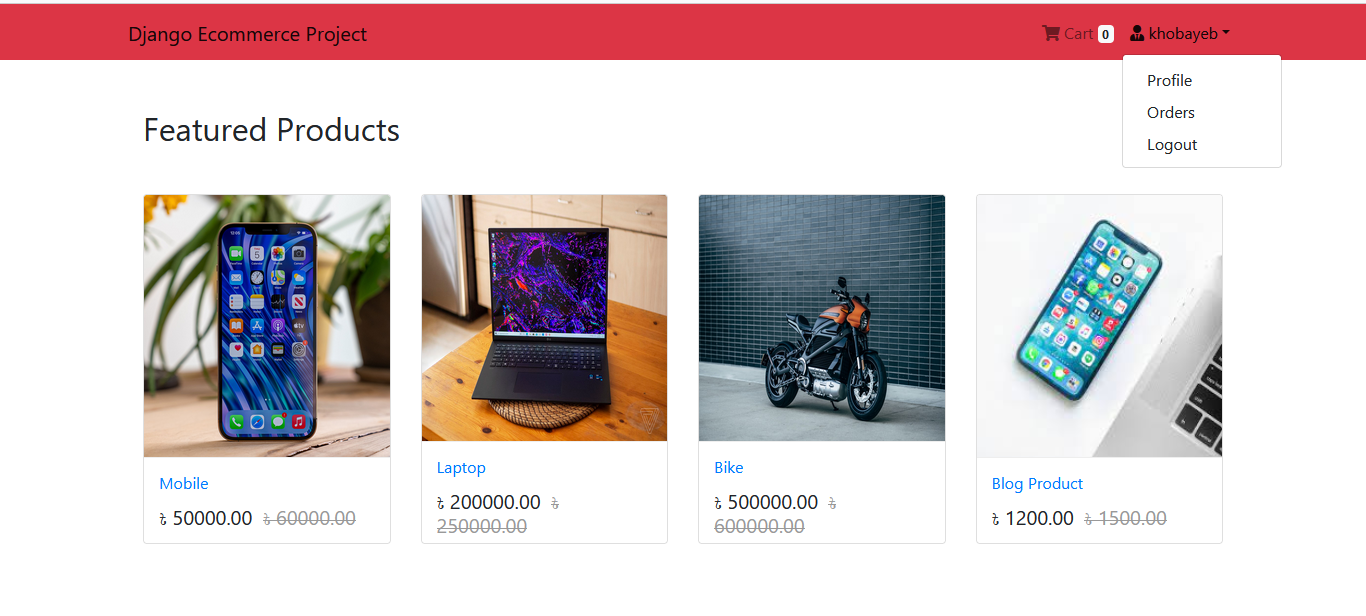 Django Ecommerce Project
Cart 0
khobayeb
Profile
Orders
Logout
Featured Products
Mobile
৳ 50000.00 ৳ 60000.00
Laptop
৳ 200000.00 ৳
250000.00
Bike
৳ 500000.00 ৳
600000.00
Blog Product
৳ 1200.00 ৳ 1500.00